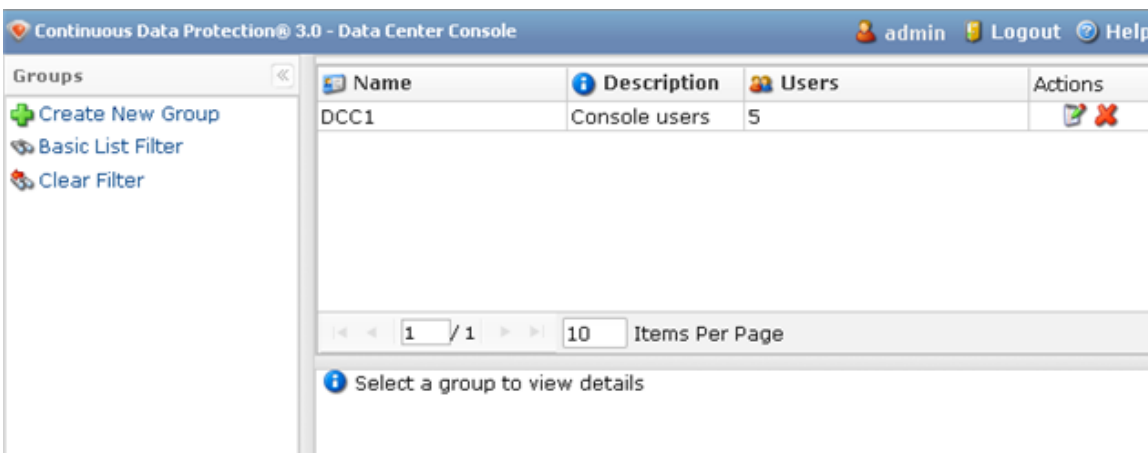 Continuous Data Protection® 3.0 - Data Center Console admin Logout Help
Groups
Create New Group
Basic List Filter
Clear Filter
Name Description Users Actions
DCC1 Console users 5
1 / 1 10 Items Per Page
Select a group to view details